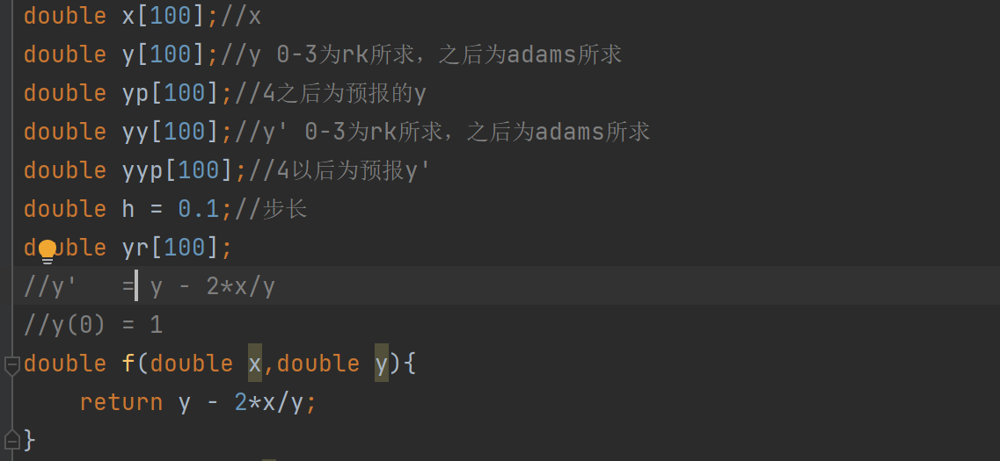 double x[100];//x
double y[100];//y 0-3为rk所求，之后为adams所求
double yp[100];//4之后为预报的y
double yy[100];//y' 0-3为rk所求，之后为adams所求
double yyp[100];//4以后为预报y'
double h = 0.1;//步长
double yr[100];
//y'   = y - 2*x/y
//y(0) = 1
double f(double x,double y){
    return y - 2*x/y;
}